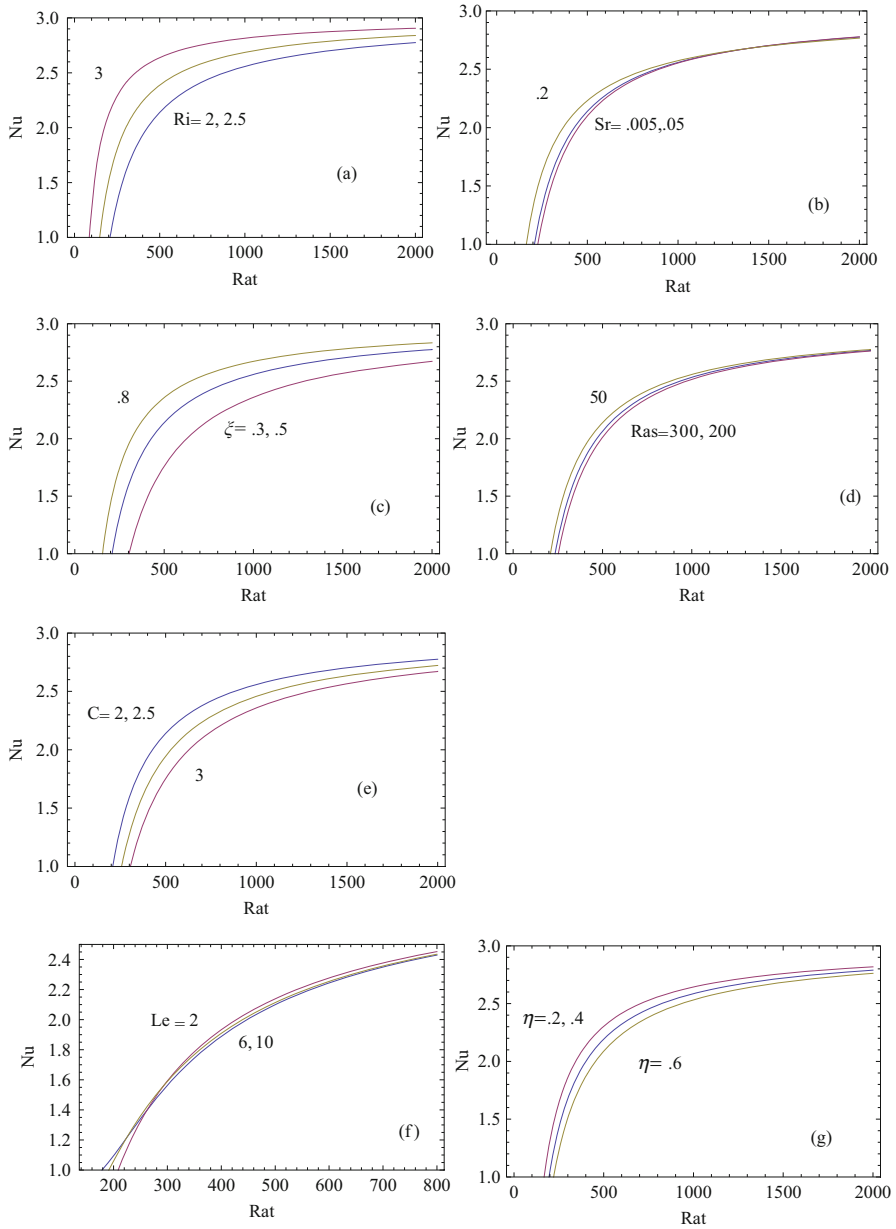 3.0
2.5
2.0
1.5
1.0
Nu
3
Ri= 2, 2.5
(a)
0 500 1000 1500 2000
Rat
3.0
2.5
2.0
1.5
1.0
Nu
.2
Sr= .005,.05
(b)
0 500 1000 1500 2000
Rat
3.0
2.5
2.0
1.5
1.0
Nu
.8
ξ= .3, .5
(c)
0 500 1000 1500 2000
Rat
3.0
2.5
2.0
1.5
1.0
Nu
50
Ras=300, 200
(d)
0 500 1000 1500 2000
Rat
3.0
2.5
2.0
1.5
1.0
Nu
C= 2, 2.5
3
(e)
0 500 1000 1500 2000
Rat
2.4
2.2
2.0
1.8
1.6
1.4
1.2
1.0
Nu
Le = 2
6, 10
(f)
200 300 400 500 600 700 800
Rat
3.0
2.5
2.0
1.5
1.0
Nu
η=.2, .4
η= .6
(g)
0 500 1000 1500 2000
Rat